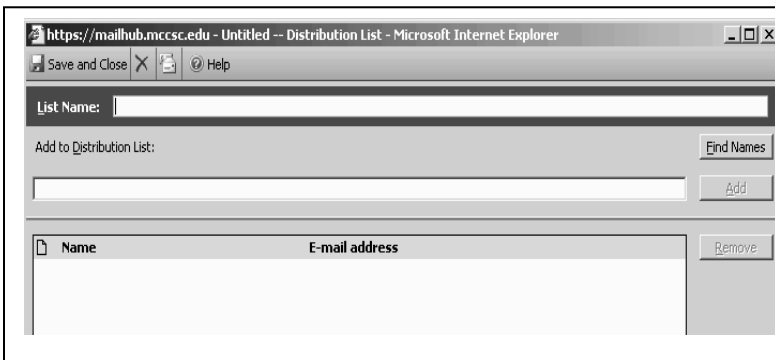 https://mailhub.mccsc.edu - Untitled -- Distribution List - Microsoft Internet Explorer
Save and Close Help
List Name:
Add to Distribution List:
Find Names
Add
Name E-mail address
Remove